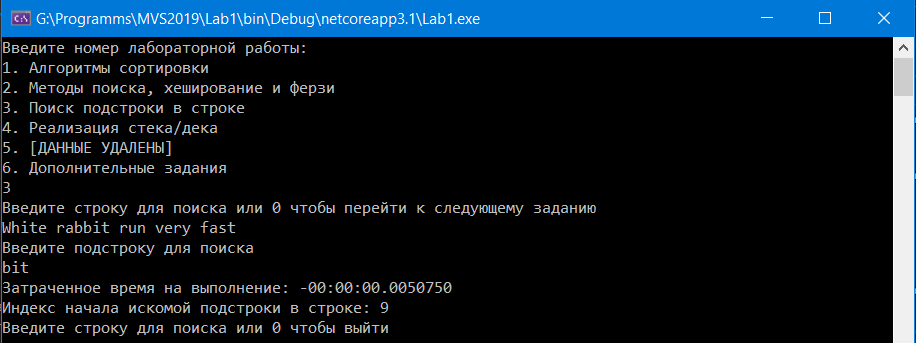 G:\Programms\MVS2019\Lab1\bin\Debug\netcoreapp3.1\Lab1.exe
Введите номер лабораторной работы:
1. Алгоритмы сортировки
2. Методы поиска, хеширование и ферзи
3. Поиск подстроки в строке
4. Реализация стека/дека
5. [ДАННЫЕ УДАЛЕНЫ]
6. Дополнительные задания
3
Введите строку для поиска или 0 чтобы перейти к следующему заданию
White rabbit run very fast
Введите подстроку для поиска
bit
Затраченное время на выполнение: -00:00:00.0050750
Индекс начала искомой подстроки в строке: 9
Введите строку для поиска или 0 чтобы выйти